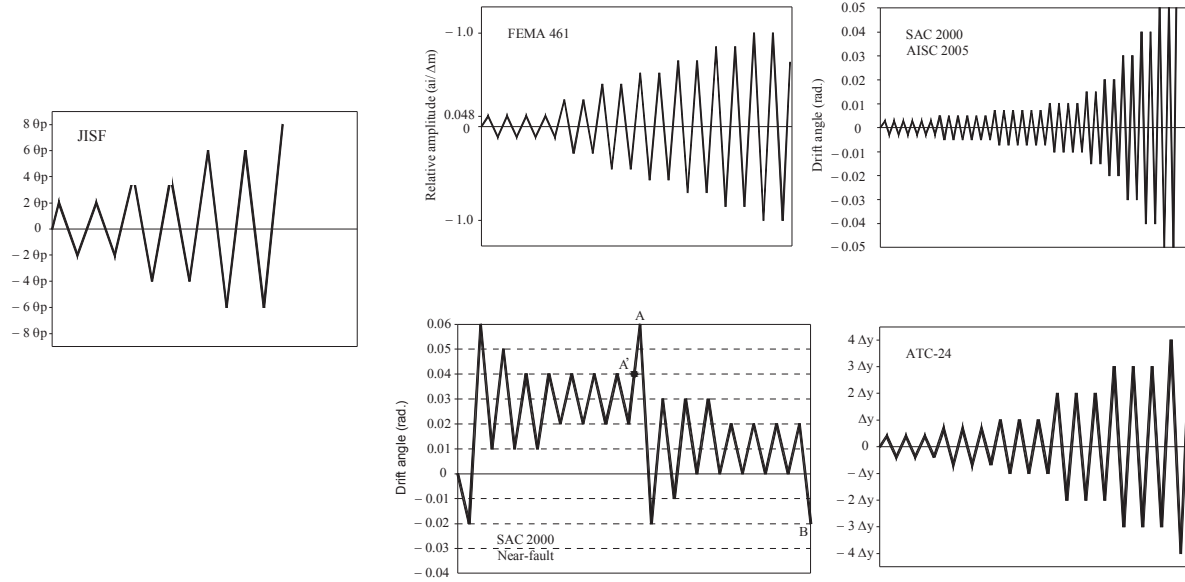 JISF
8 θp
6 θp
4 θp
2 θp
0
– 2 θp
– 4 θp
– 6 θp
– 8 θp
FEMA 461
Relative amplitude (ai/ Δm)
– 1.0
0.048
0
– 1.0
SAC 2000
AISC 2005
Drift angle (rad.)
0.05
0.04
0.03
0.02
0.01
0
– 0.01
– 0.02
– 0.03
– 0.04
– 0.05
Drift angle (rad.)
0.06
0.05
0.04
0.03
0.02
0.01
0
– 0.01
– 0.02
– 0.03
– 0.04
A
A'
B
SAC 2000
Near-fault
ATC-24
4 Δy
3 Δy
2 Δy
Δy
0
– Δy
– 2 Δy
– 3 Δy
– 4 Δy